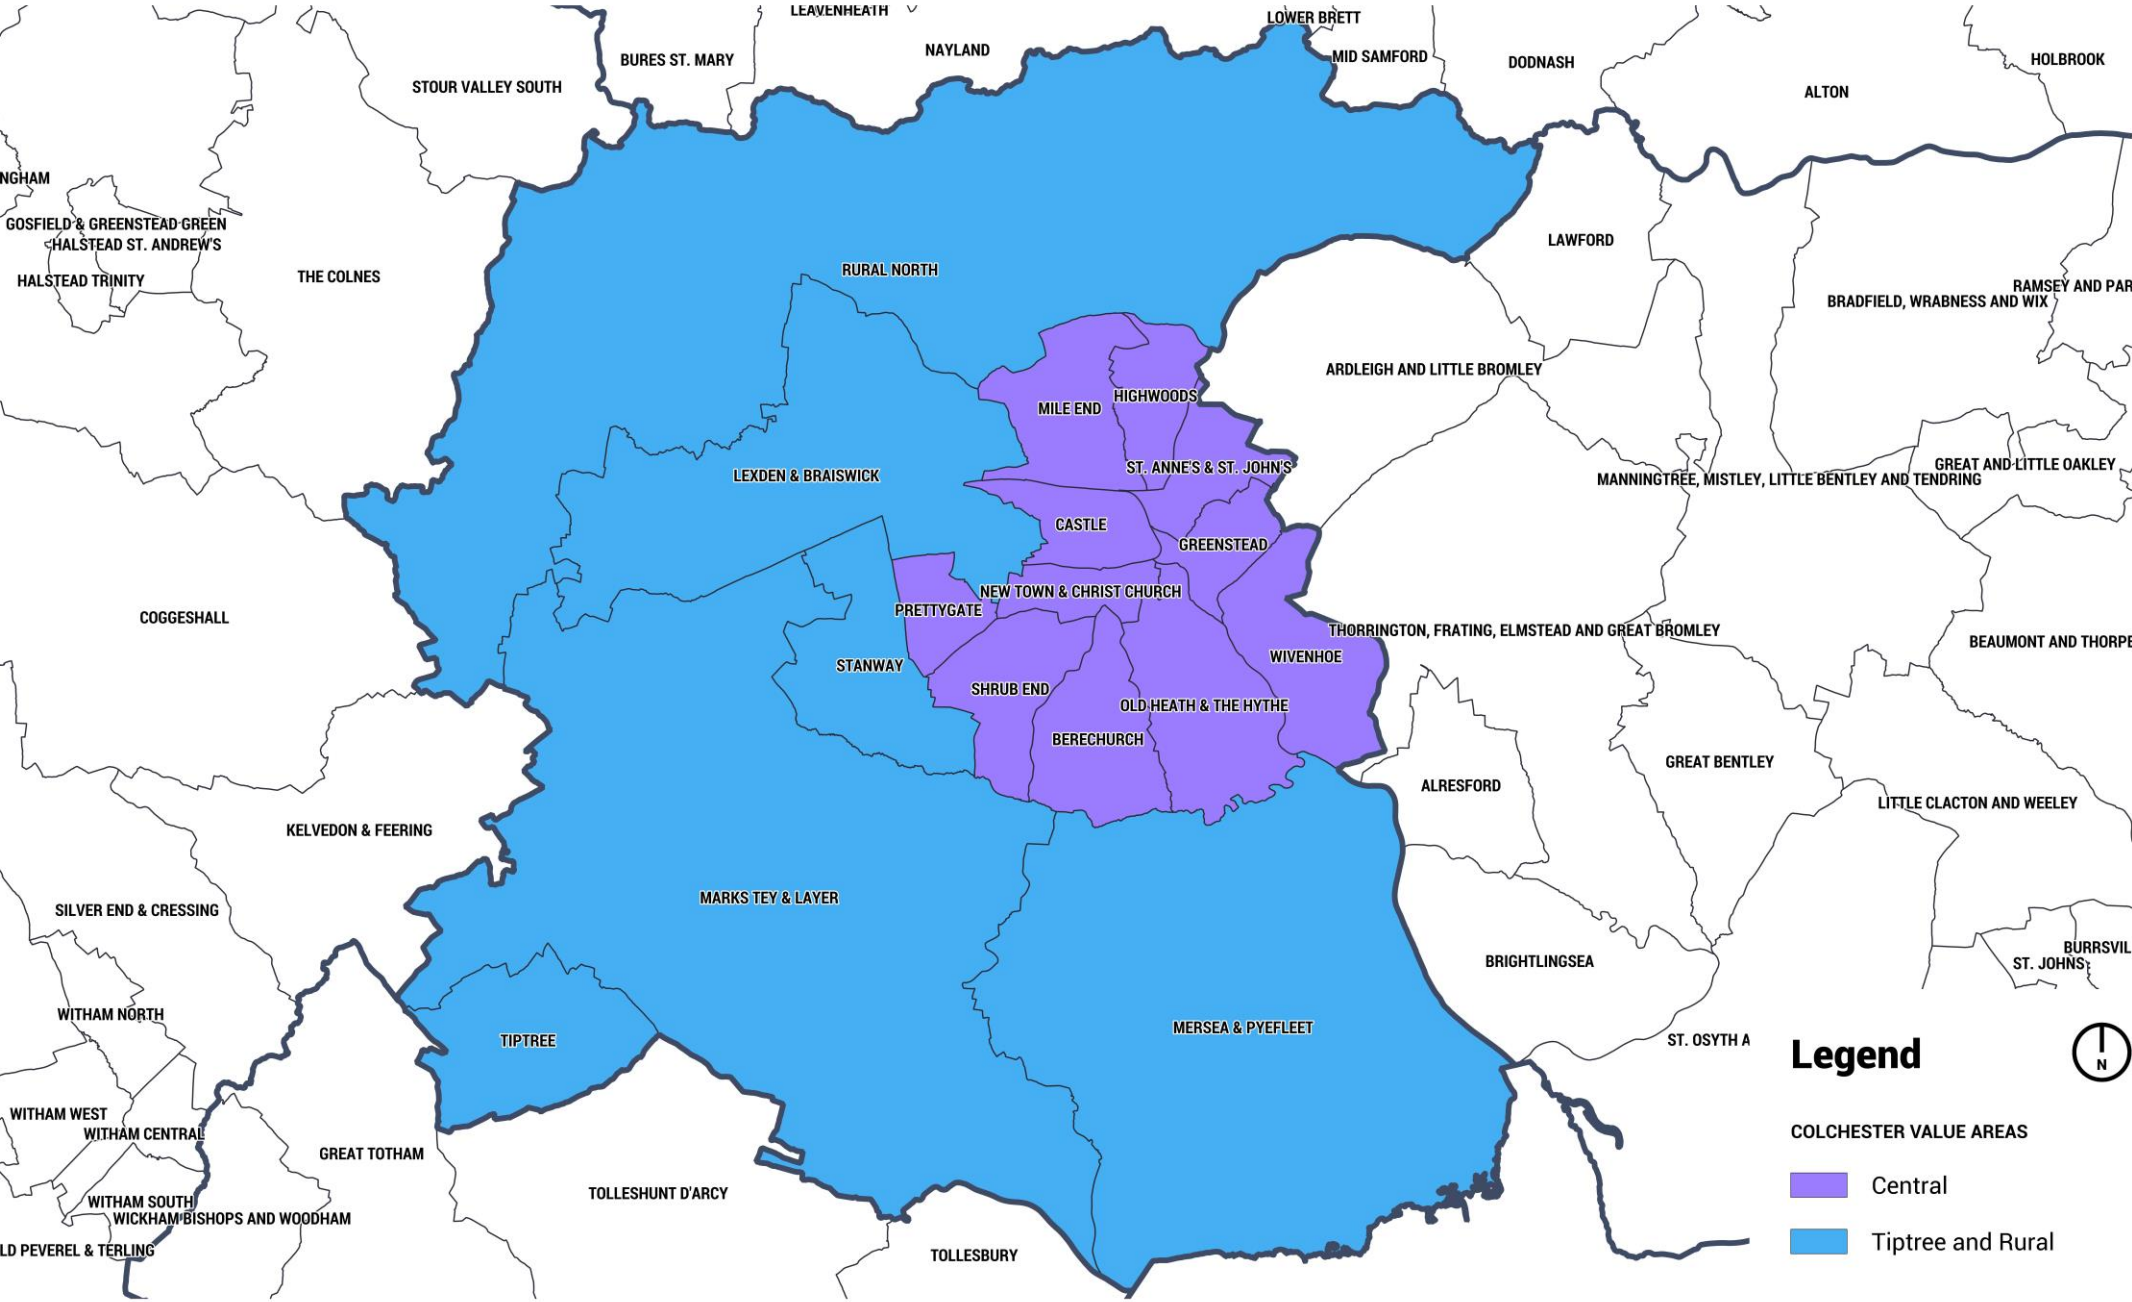 LEAVENHEATH
LOWER BRETT
NAYLAND
BURES ST. MARY
MID SAMFORD
DODNASH
HOLBROOK
STOUR VALLEY SOUTH
ALTON
NGHAM
GOSFIELD & GREENSTEAD GREEN
HALSTEAD ST. ANDREW'S
LAWFORD
HALSTEAD TRINITY
THE COLNES
RURAL NORTH
RAMSEY AND PAR
BRADFIELD, WRABNESS AND WIX
ARDLEIGH AND LITTLE BROMLEY
HIGHWOODS
MILE END
ST. ANNE'S & ST. JOHN'S
GREAT AND LITTLE OAKLEY
LEXDEN & BRAISWICK
MANNINGTREE, MISTLEY, LITTLE BENTLEY AND TENDRING
CASTLE
GREENSTEAD
NEW TOWN & CHRIST CHURCH
PRETTYGATE
COGGESHALL
THORRINGTON, FRATING, ELMSTEAD AND GREAT BROMLEY
BEAUMONT AND THORPE
WIVENHOE
STANWAY
SHRUB END
OLD HEATH & THE HYTHE
BERECHURCH
GREAT BENTLEY
ALRESFORD
LITTLE CLACTON AND WEELEY
KELVEDON & FEERING
MARKS TEY & LAYER
SILVER END & CRESSING
BURRSVIL
BRIGHTLINGSEA
ST. JOHNS
WITHAM NORTH
MERSEA & PYEFLEET
TIPTREE
ST. OSYTH A
Legend
N
WITHAM WEST
WITHAM CENTRAL
COLCHESTER VALUE AREAS
GREAT TOTHAM
Central
TOLLESHUNT D'ARCY
WITHAM SOUTH
WICKHAM BISHOPS AND WOODHAM
Tiptree and Rural
LD PEVEREL & TERLING
TOLLESBURY